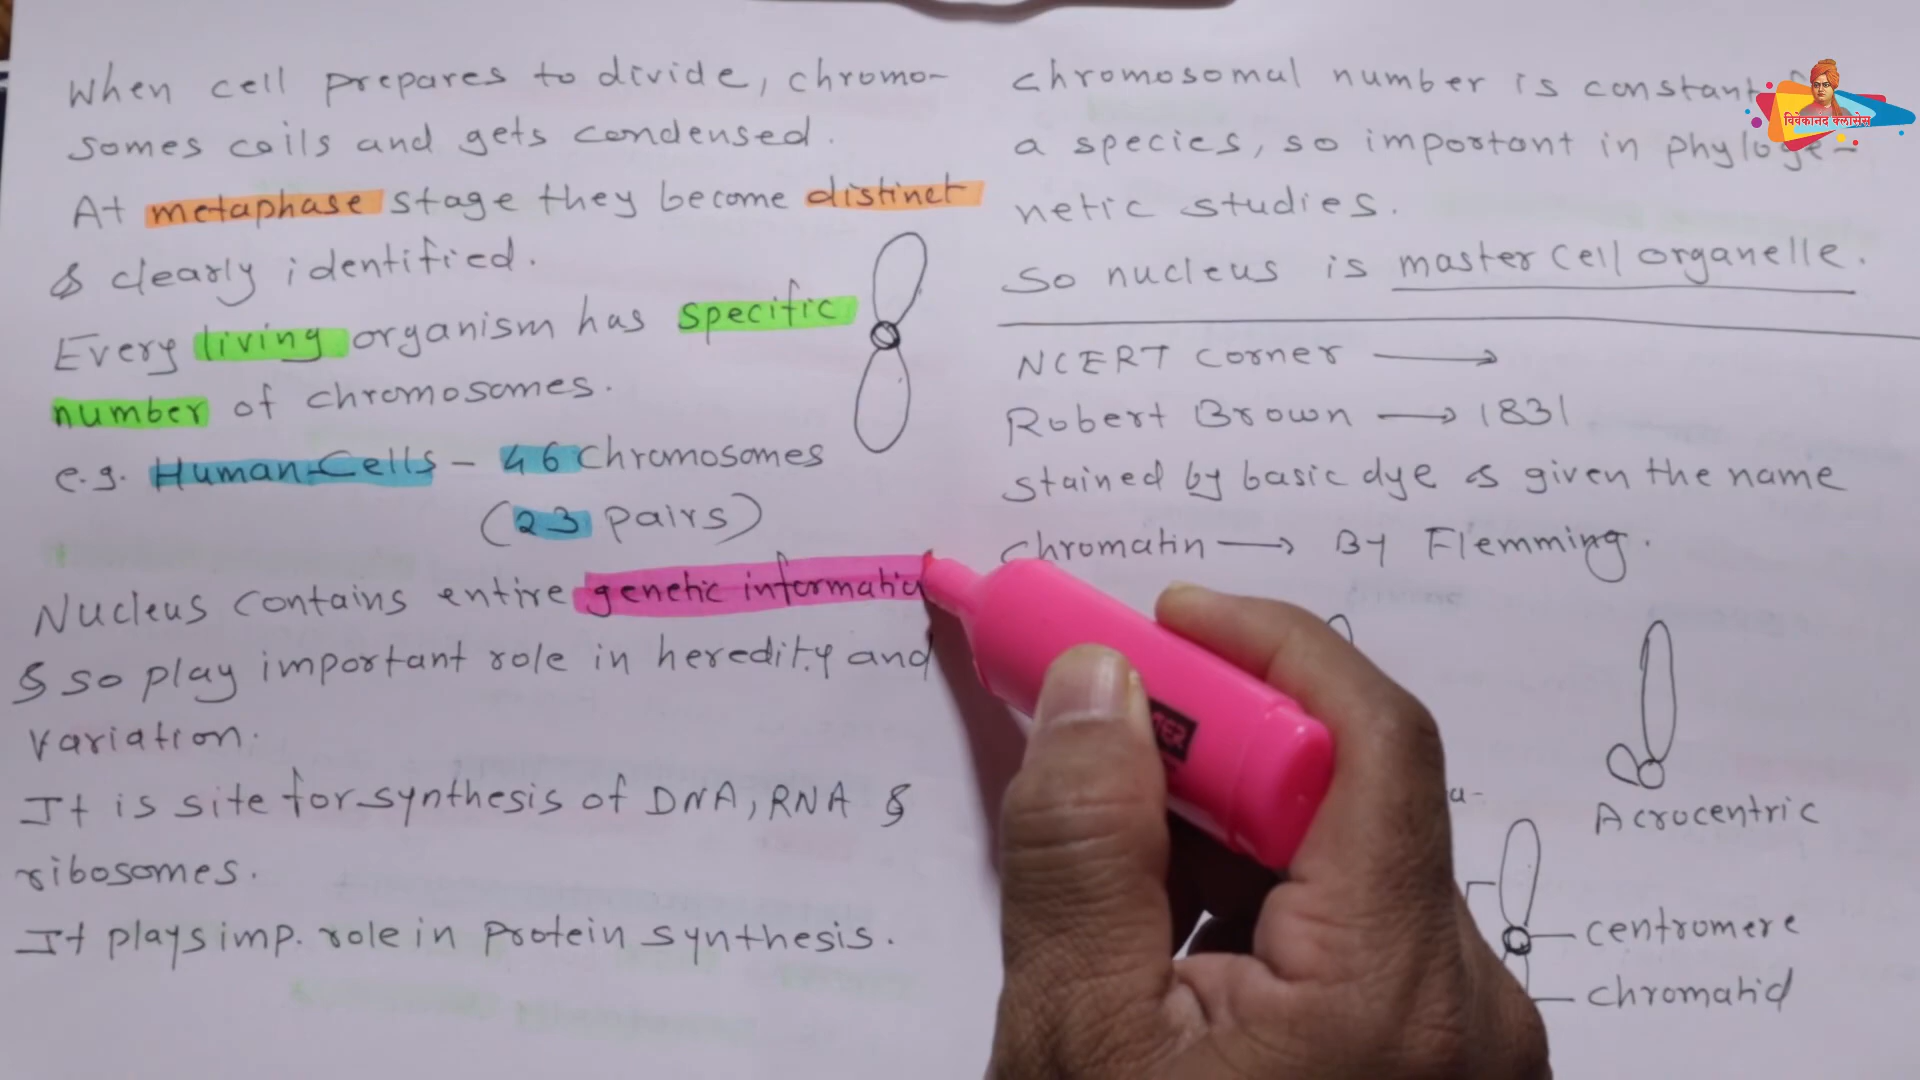 When cell prepares to divide, chromo-
somes coils and gets condensed.
At metaphase stage they become distinct
& clearly identified.
Every living organism has specific
number of chromosomes.
e.g. Human Cells - 46 Chromosomes
(23 pairs)
Nucleus contains entire genetic informatio
& so play important role in heredity and
variation.
It is site for synthesis of DNA, RNA &
ribosomes.
It plays imp. role in protein synthesis.
chromosomal number is constant
a species, so important in phyloge-
netic studies.
So nucleus is master cell organelle.
NCERT Corner →
Robert Brown → 1831
stained by basic dye & given the name
chromatin → By Flemming.
a-
Acrocentric
centromere
chromatid
विवेकानंद क्लासेस